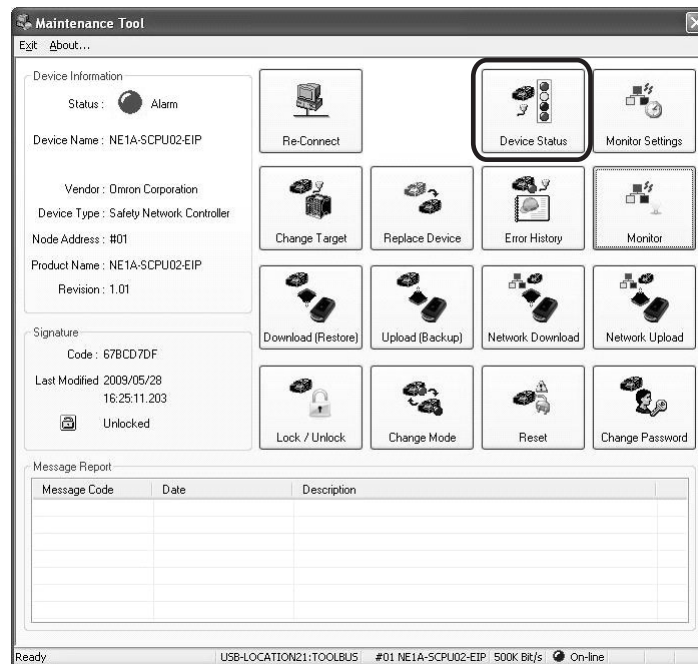 Maintenance Tool
Exit About...
Device Information
Status : Alarm
Device Name : NE1A-SCPU02-EIP
Vendor : Omron Corporation
Device Type : Safety Network Controller
Node Address : #01
Product Name : NE1A-SCPU02-EIP
Revision : 1.01
Signature
Code : 67BCD7DF
Last Modified 2009/05/28
16:25:11.203
Unlocked
Re-Connect Device Status Monitor Settings
Change Target Replace Device Error History Monitor
Download (Restore) Upload (Backup) Network Download Network Upload
Lock / Unlock Change Mode Reset Change Password
Message Report
Message Code Date Description
Ready USB-LOCATION21:TOOLBUS #01 NE1A-SCPU02-EIP 500K Bit/s On-line